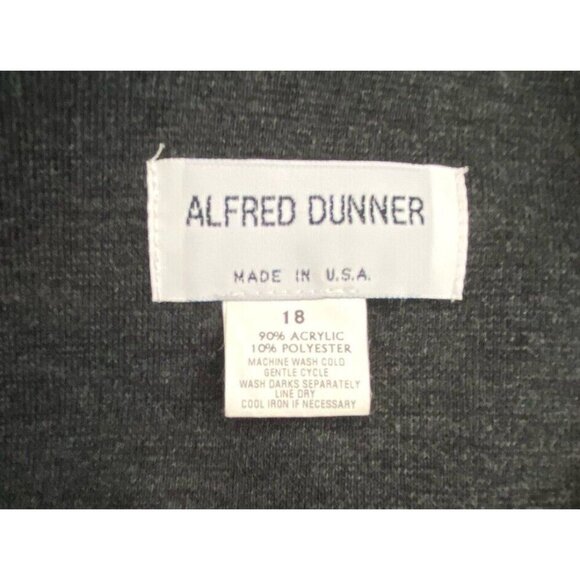 ALFRED DUNNER
MADE IN U.S.A.
18
90% ACRYLIC
10% POLYESTER
MACHINE WASH COLD
GENTLE CYCLE
WASH DARKS SEPARATELY
LINE DRY
COOL IRON IF NECESSARY